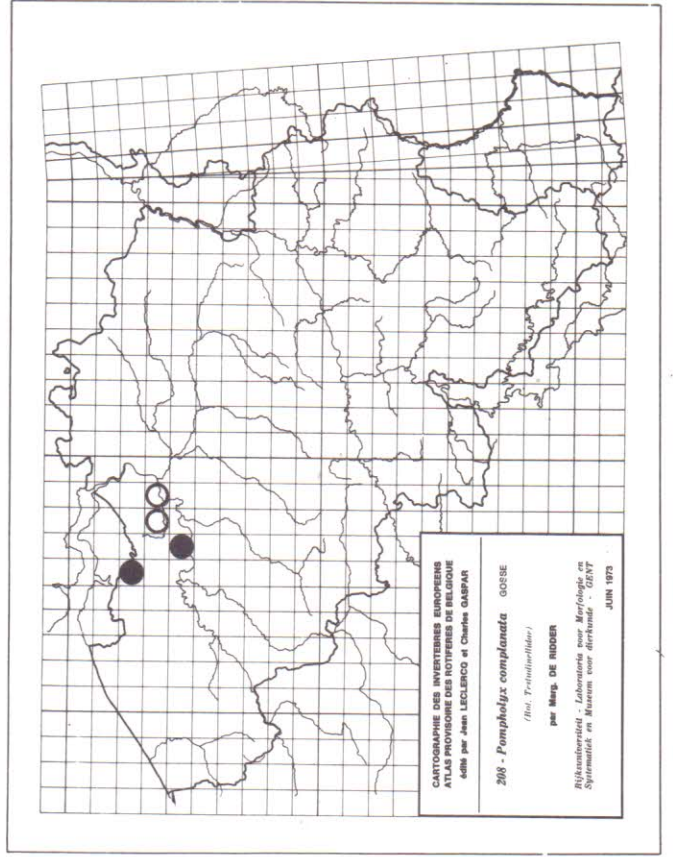 CARTOGRAPHIE DES INVERTEBRES EUROPEENS
ATLAS PROVISOIRE DES ROTIFERES DE BELGIQUE
édité par Jean LECLERCQ et Charles GASPAR
208 - Pompholyx complanata GOSSE
(Rot. Testudinellidae)
par Marg. DE RIDDER
Rijksuniversiteit - Laboratoria voor Morfologie en
Systematiek en Museum voor dierkunde - GENT
JUIN 1973